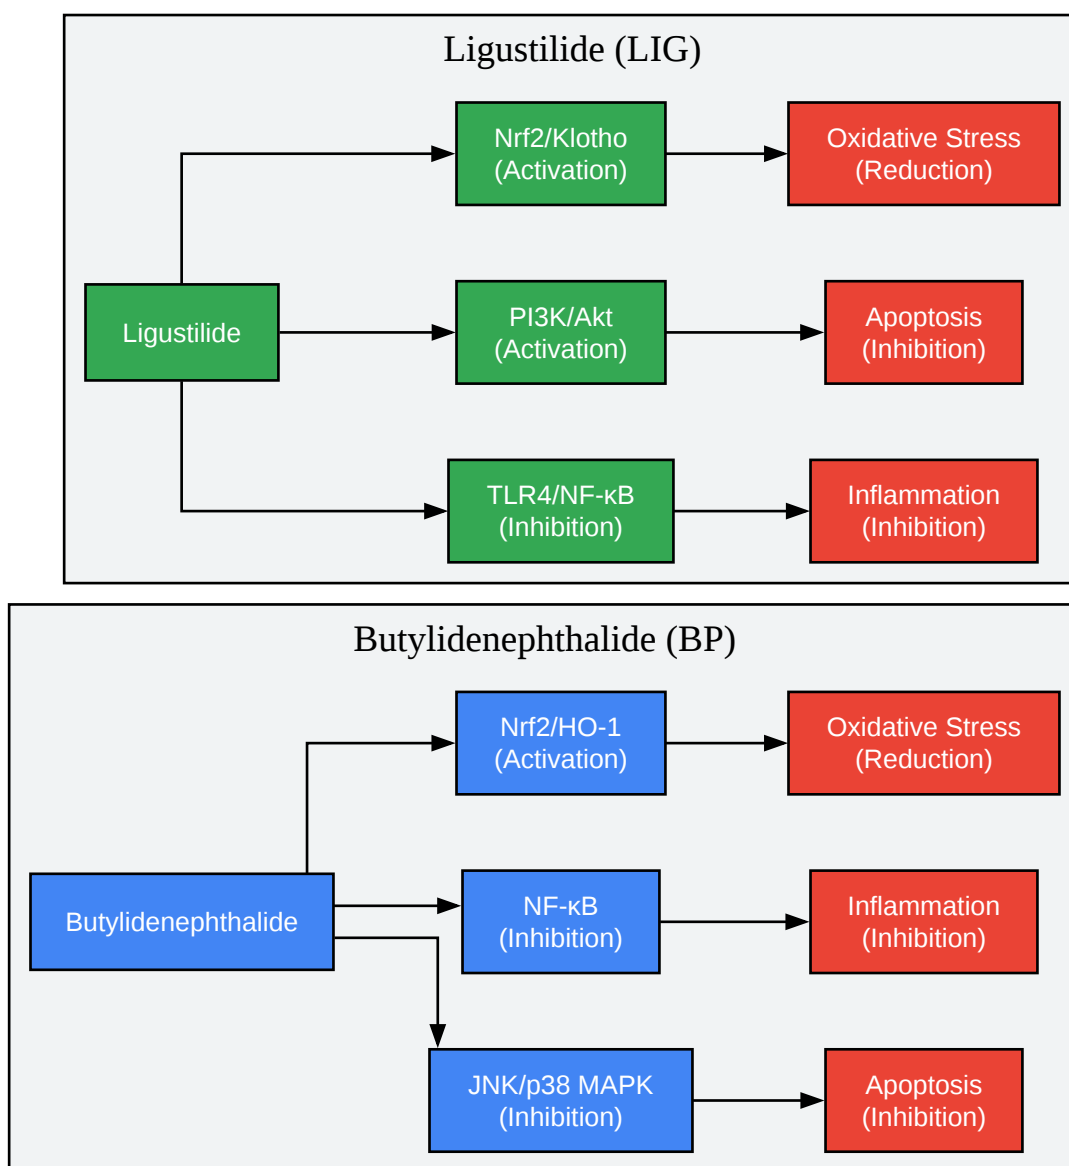 Ligustilide (LIG)
Nrf2/Klotho
(Activation)
Oxidative Stress
(Reduction)
Ligustilide
PI3K/Akt
(Activation)
Apoptosis
(Inhibition)
TLR4/NF-κB
(Inhibition)
Inflammation
(Inhibition)
Butylidenephthalide (BP)
Nrf2/HO-1
(Activation)
Oxidative Stress
(Reduction)
Butylidenephthalide
NF-κB
(Inhibition)
Inflammation
(Inhibition)
JNK/p38 MAPK
(Inhibition)
Apoptosis
(Inhibition)